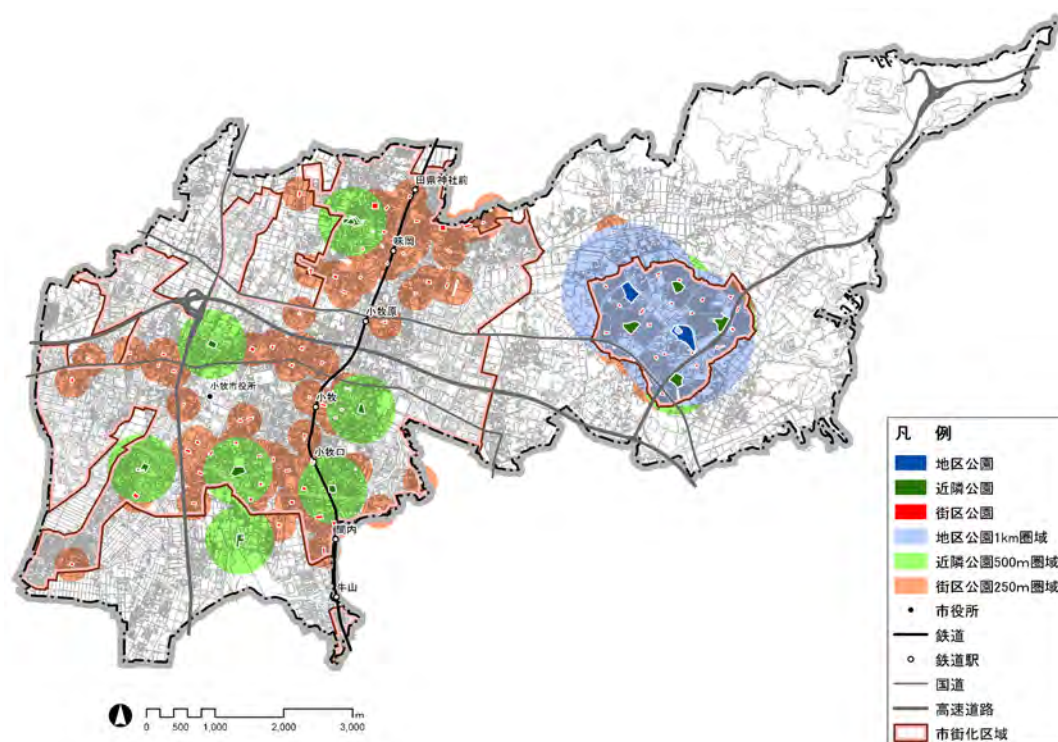 田県神社前
味岡
小牧原
小牧市役所
小牧
小牧口
間内
牛山
凡 例
地区公園
近隣公園
街区公園
地区公園1km圏域
近隣公園500m圏域
街区公園250m圏域
市役所
鉄道
鉄道駅
国道
高速道路
市街化区域
0 500 1,000 2,000 3,000 m